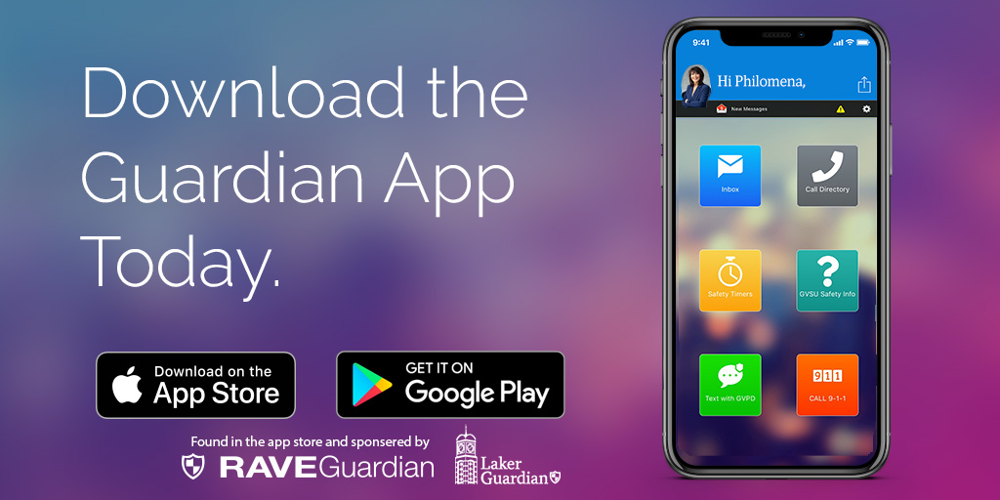 Download the
Guardian App
Today.
Download on the
App Store
GET IT ON
Google Play
Found in the app store and sponsered by
RAVEGuardian
Laker
Guardian
9:41
Hi Philomena,
New Messages
Inbox
Call Directory
Safety Timers
GVSU Safety Info
Text with GVPD
911
CALL 9-1-1